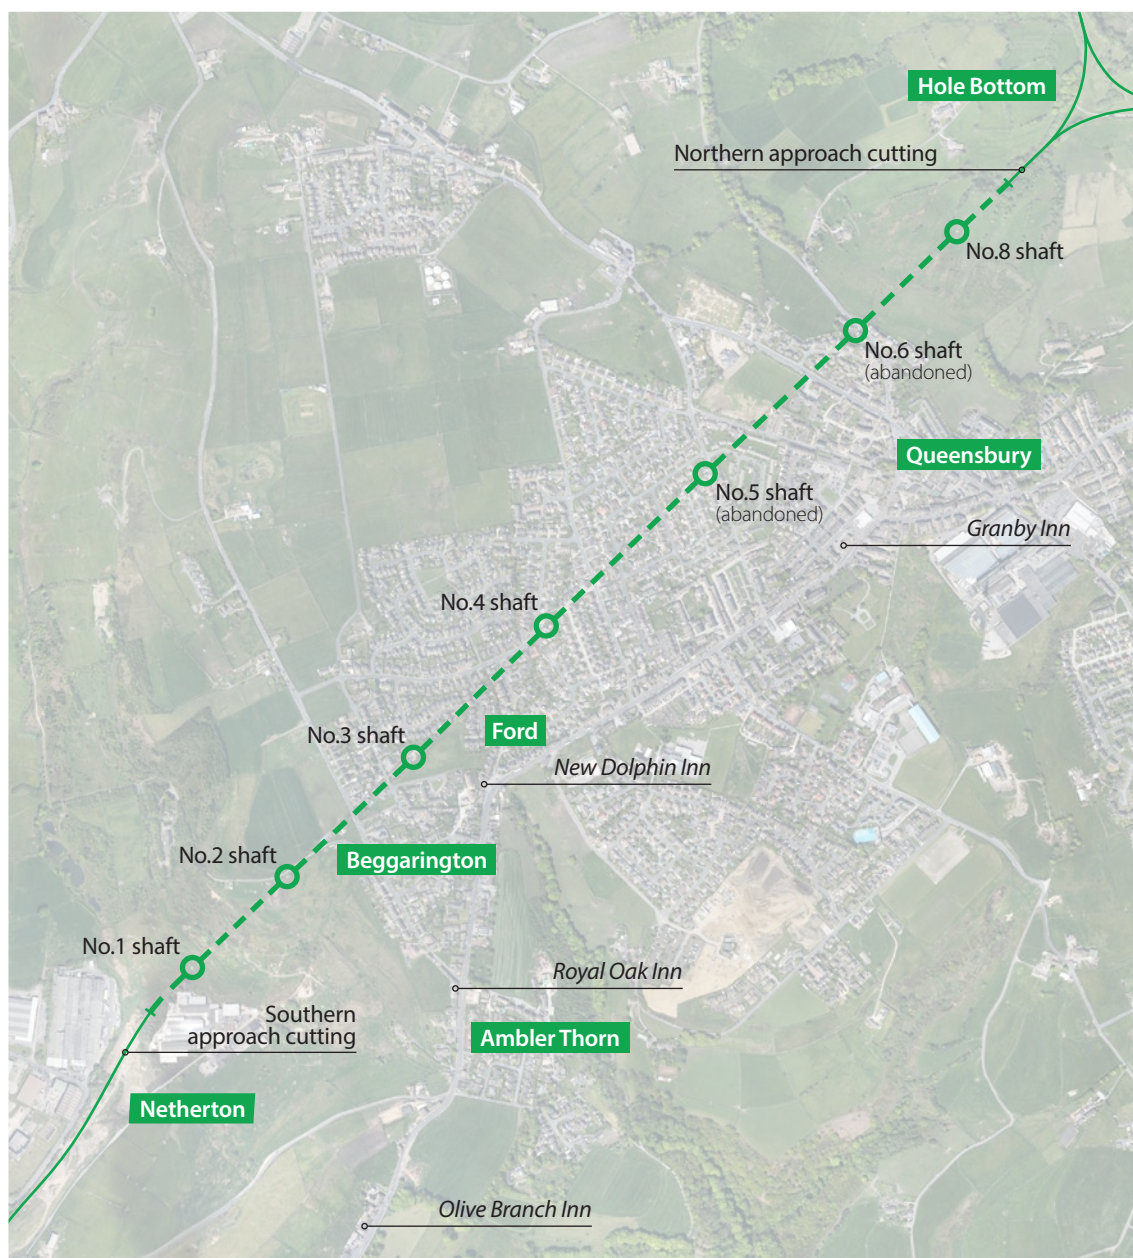 Hole Bottom
Northern approach cutting
No.8 shaft
No.6 shaft
(abandoned)
Queensbury
No.5 shaft
(abandoned)
Granby Inn
No.4 shaft
No.3 shaft
Ford
New Dolphin Inn
No.2 shaft
Beggarington
No.1 shaft
Royal Oak Inn
Southern
approach cutting
Ambler Thorn
Netherton
Olive Branch Inn